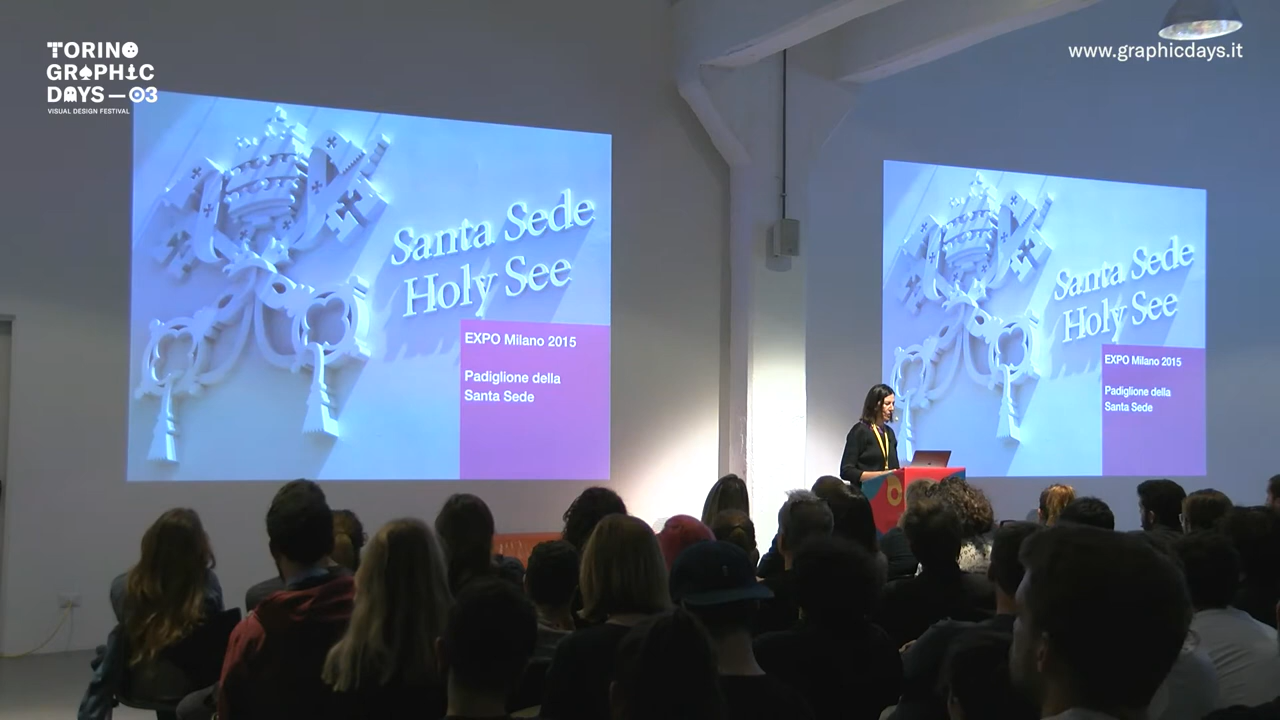 TORINO
GRAPHIC
DAYS—03
VISUAL DESIGN FESTIVAL
www.graphicdays.it
Santa Sede
Holy See
EXPO Milano 2015
Padiglione della
Santa Sede
Santa Sede
Holy See
EXPO Milano 2015
Padiglione della
Santa Sede